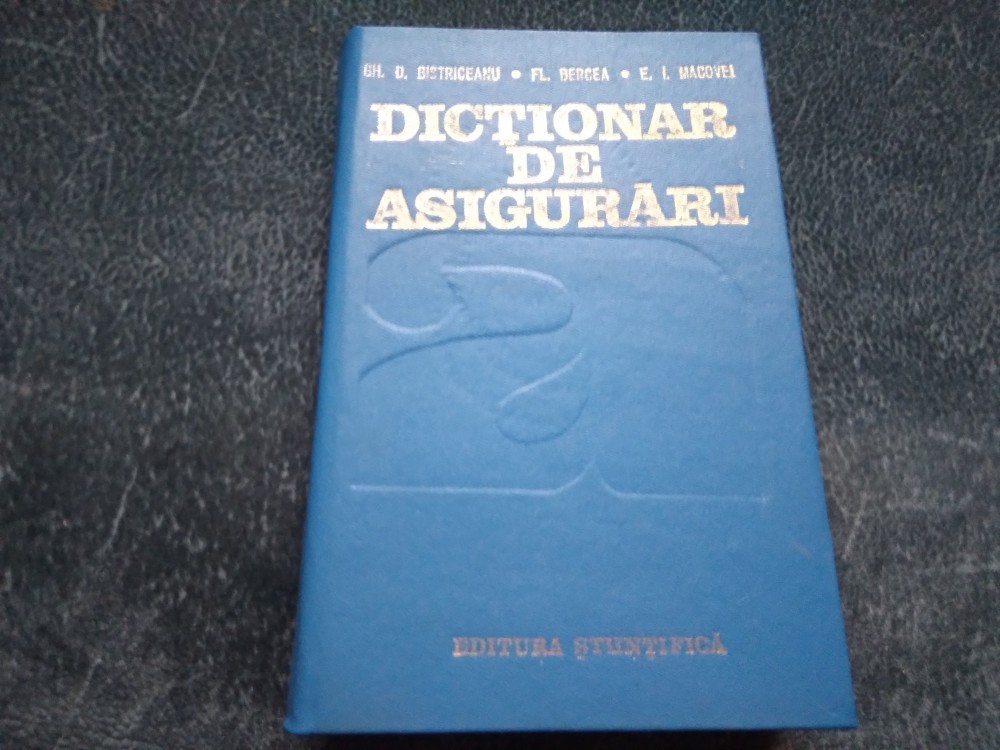 GH. D. BISTRICEANU • FL. BERCEA • E. I. MACOVEI
DICȚIONAR
DE
ASIGURĂRI
EDITURA ȘTIINȚIFICĂ